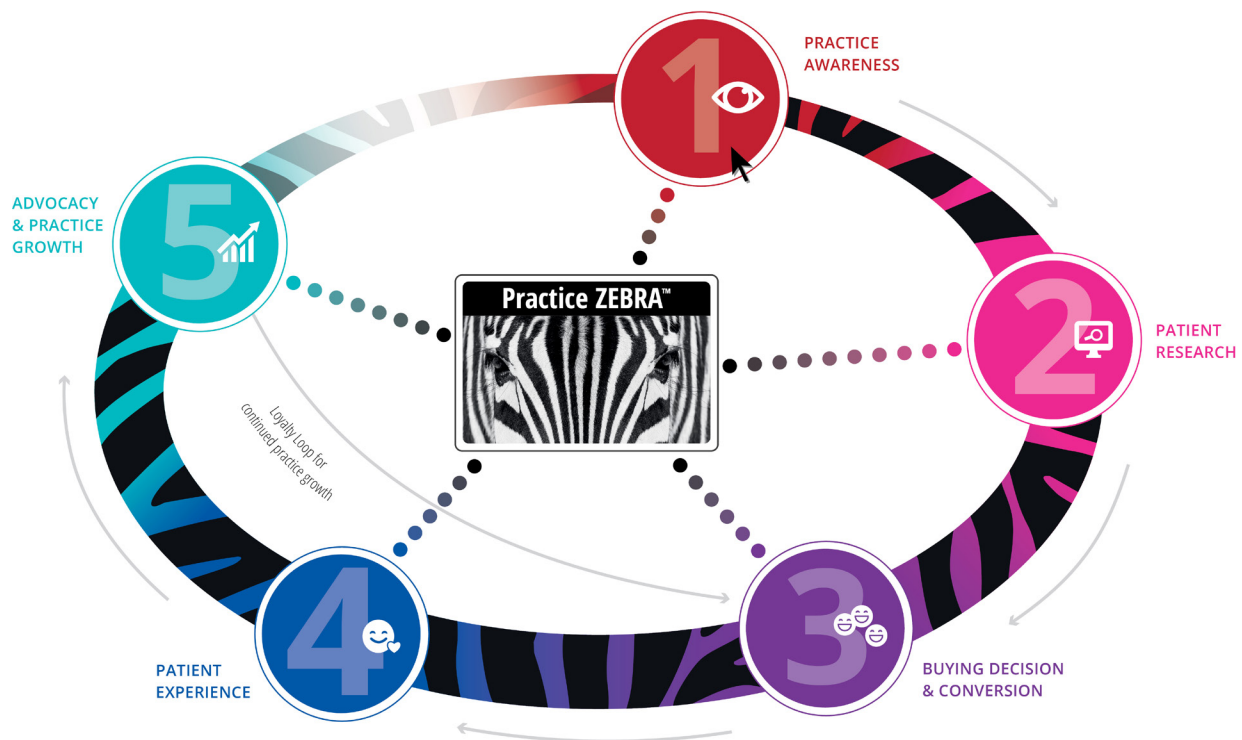 1
PRACTICE
AWARENESS
2
PATIENT
RESEARCH
3
BUYING DECISION
& CONVERSION
4
PATIENT
EXPERIENCE
5
ADVOCACY
& PRACTICE
GROWTH
Practice ZEBRA™
Loyalty Loop for
continued practice growth